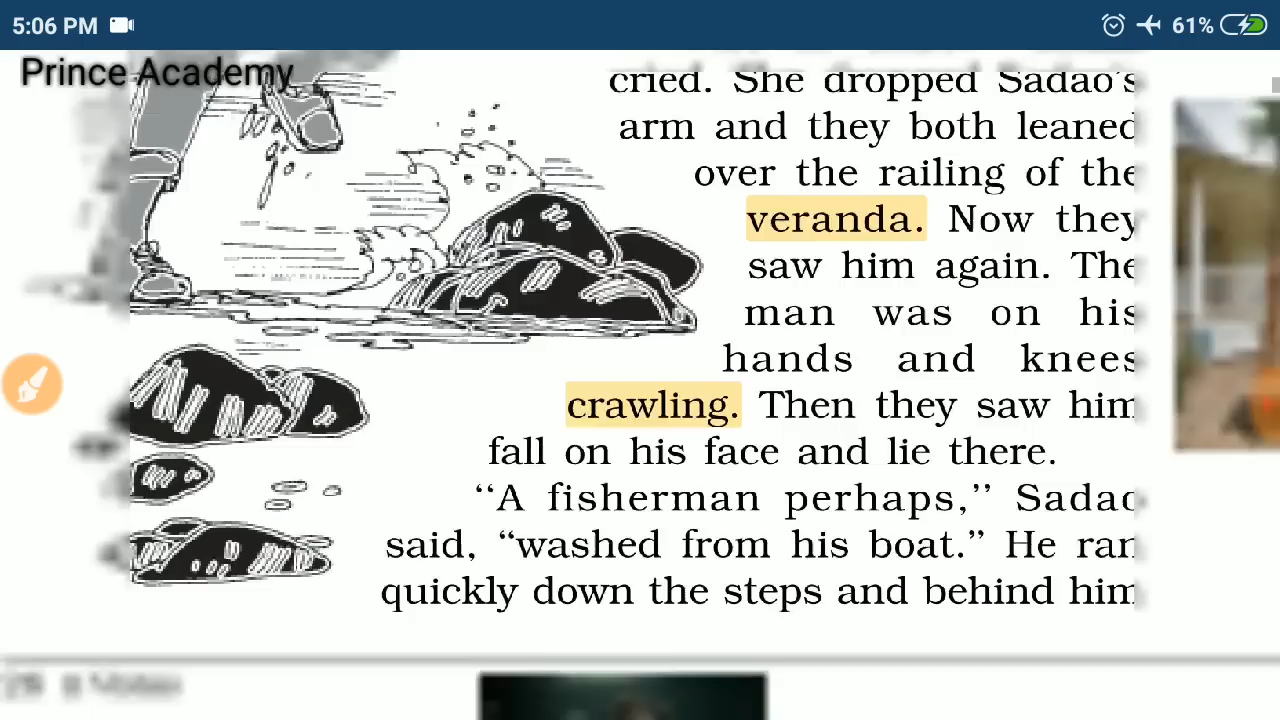 5:06 PM 61%
Prince Academy
cried. She dropped Sadao's
arm and they both leaned
over the railing of the
veranda. Now they
saw him again. The
man was on his
hands and knees
crawling. Then they saw him
fall on his face and lie there.
“A fisherman perhaps,” Sadao
said, “washed from his boat.” He ran
quickly down the steps and behind him